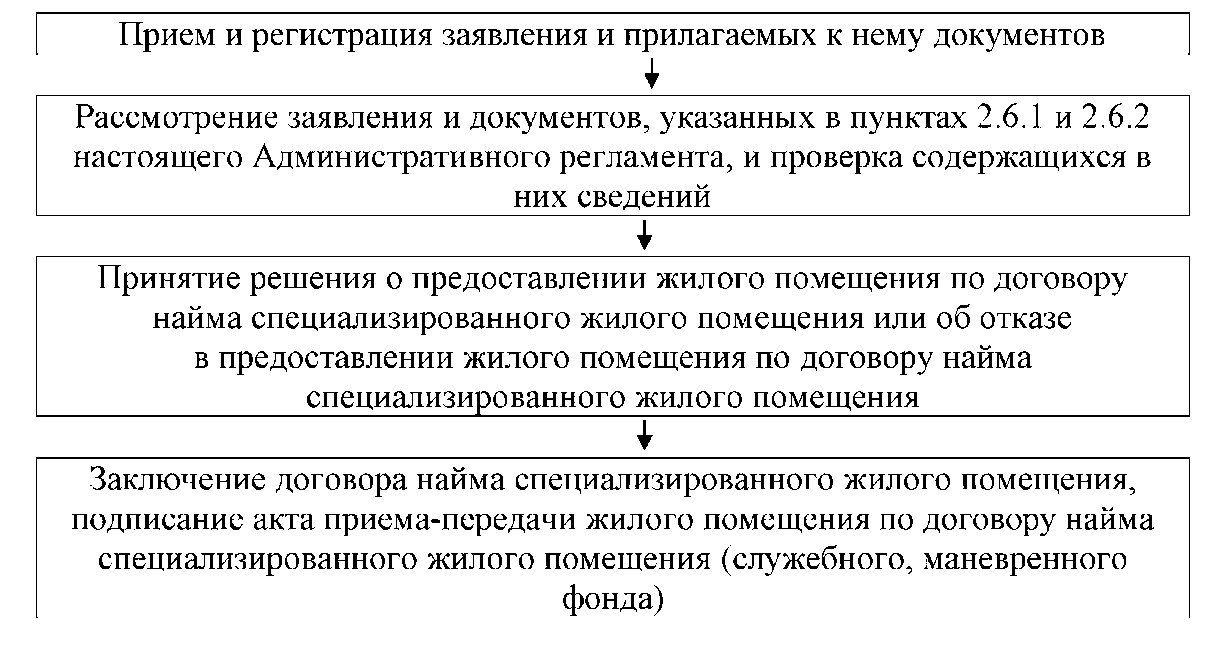 Прием и регистрация заявления и прилагаемых к нему документов
Рассмотрение заявления и документов, указанных в пунктах 2.6.1 и 2.6.2
настоящего Административного регламента, и проверка содержащихся в
них сведений
Принятие решения о предоставлении жилого помещения по договору
найма специализированного жилого помещения или об отказе
в предоставлении жилого помещения по договору найма
специализированного жилого помещения
Заключение договора найма специализированного жилого помещения,
подписание акта приема-передачи жилого помещения по договору найма
специализированного жилого помещения (служебного, маневренного
фонда)